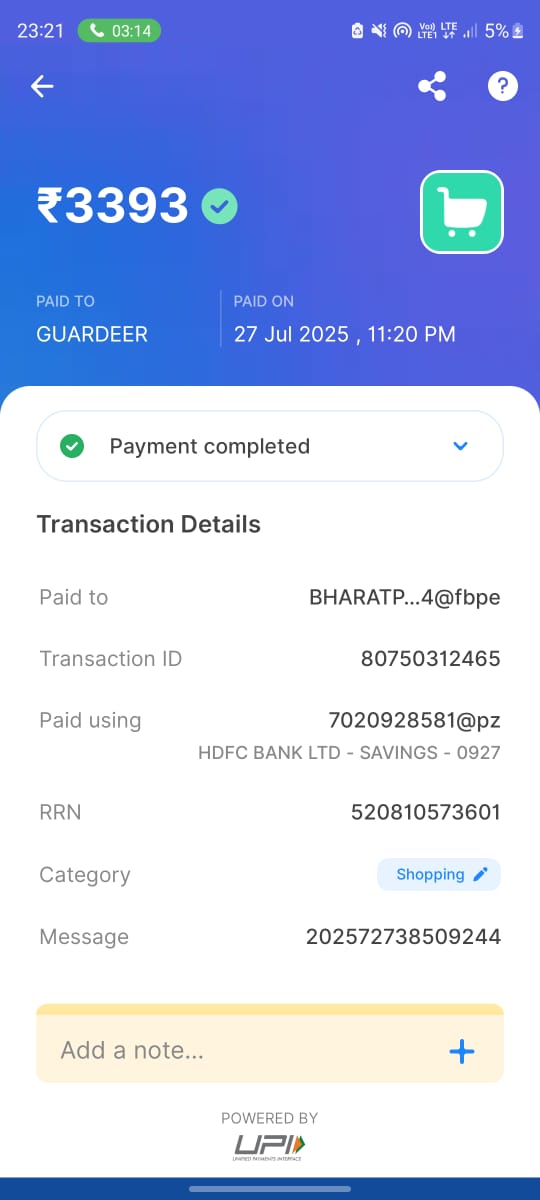 23:21 03:14 Vo)) LTE1 LTE 5%
₹3393
PAID TO
GUARDEER
PAID ON
27 Jul 2025 , 11:20 PM
Payment completed
Transaction Details
Paid to BHARATP...4@fbpe
Transaction ID 80750312465
Paid using 7020928581@pz
HDFC BANK LTD - SAVINGS - 0927
RRN 520810573601
Category Shopping
Message 202572738509244
Add a note...
POWERED BY
UPI
UNIFIED PAYMENTS INTERFACE